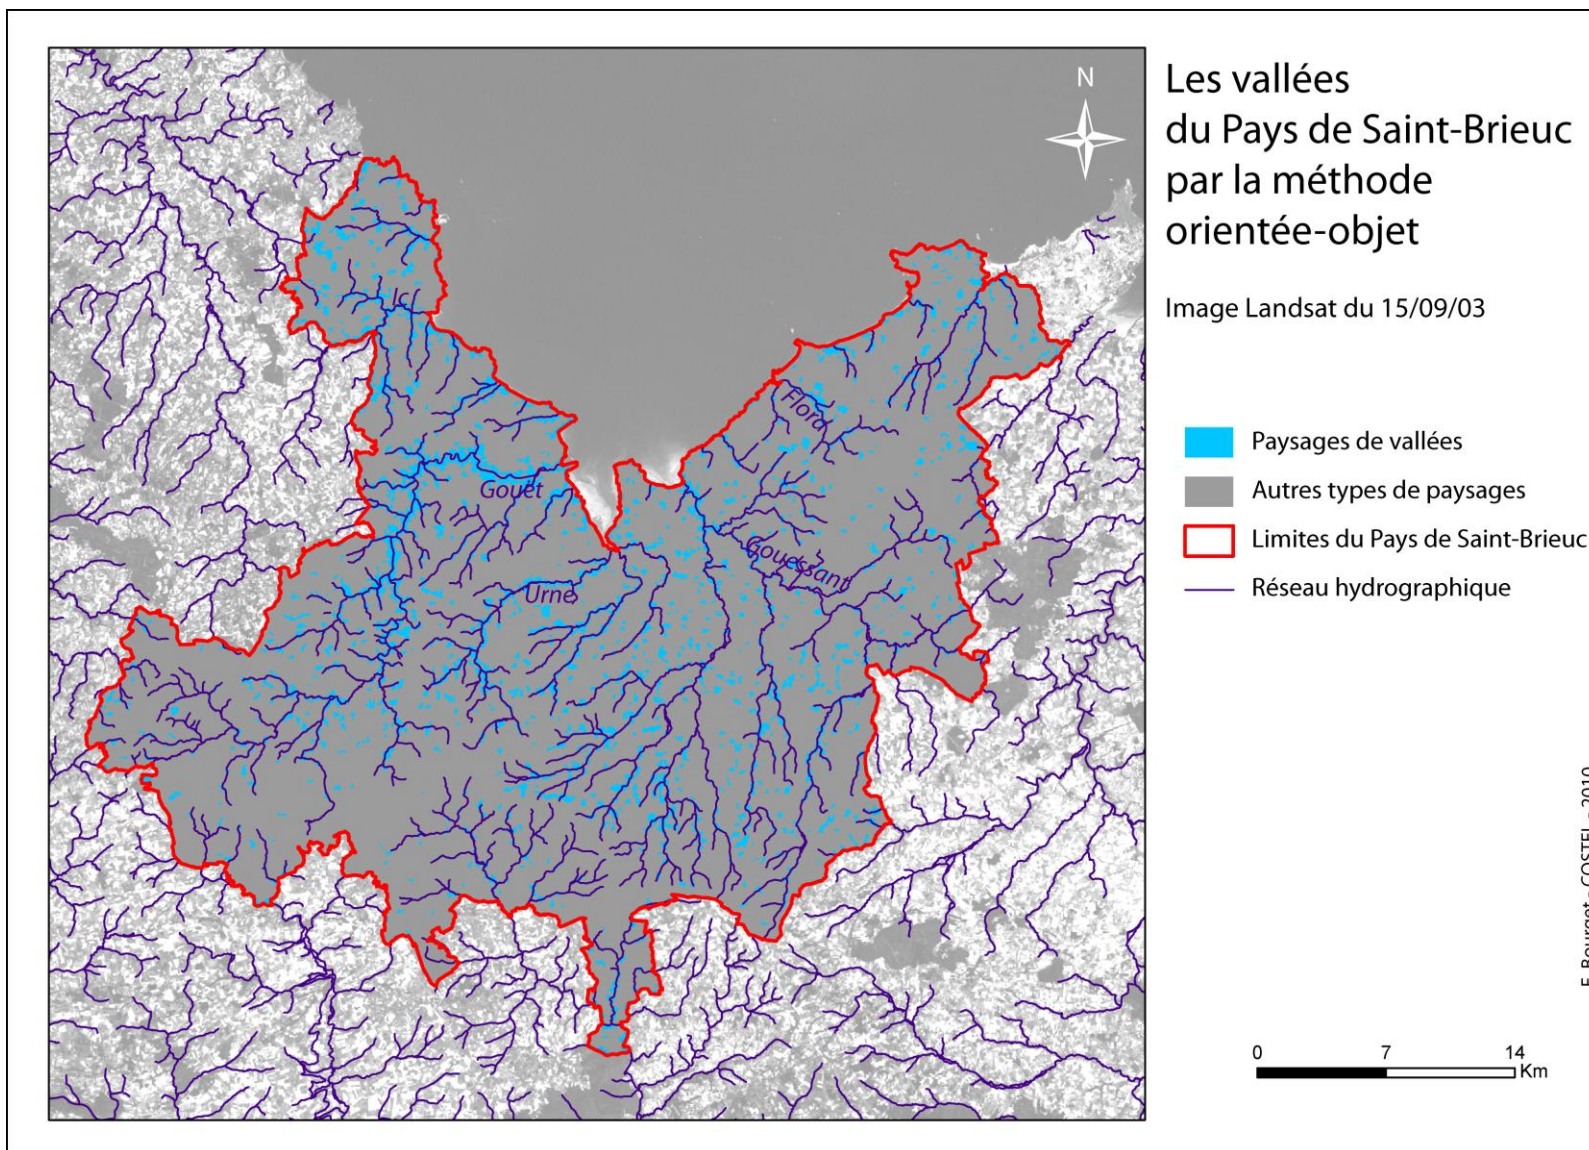 Les vallées
du Pays de Saint-Brieuc
par la méthode
orientée-objet
Image Landsat du 15/09/03
Paysages de vallées
Autres types de paysages
Limites du Pays de Saint-Brieuc
Réseau hydrographique
N
Ic
Flora
Gouët
Gouessant
Urne
0 7 14
Km
E. Bourget - COSTEL - 2010